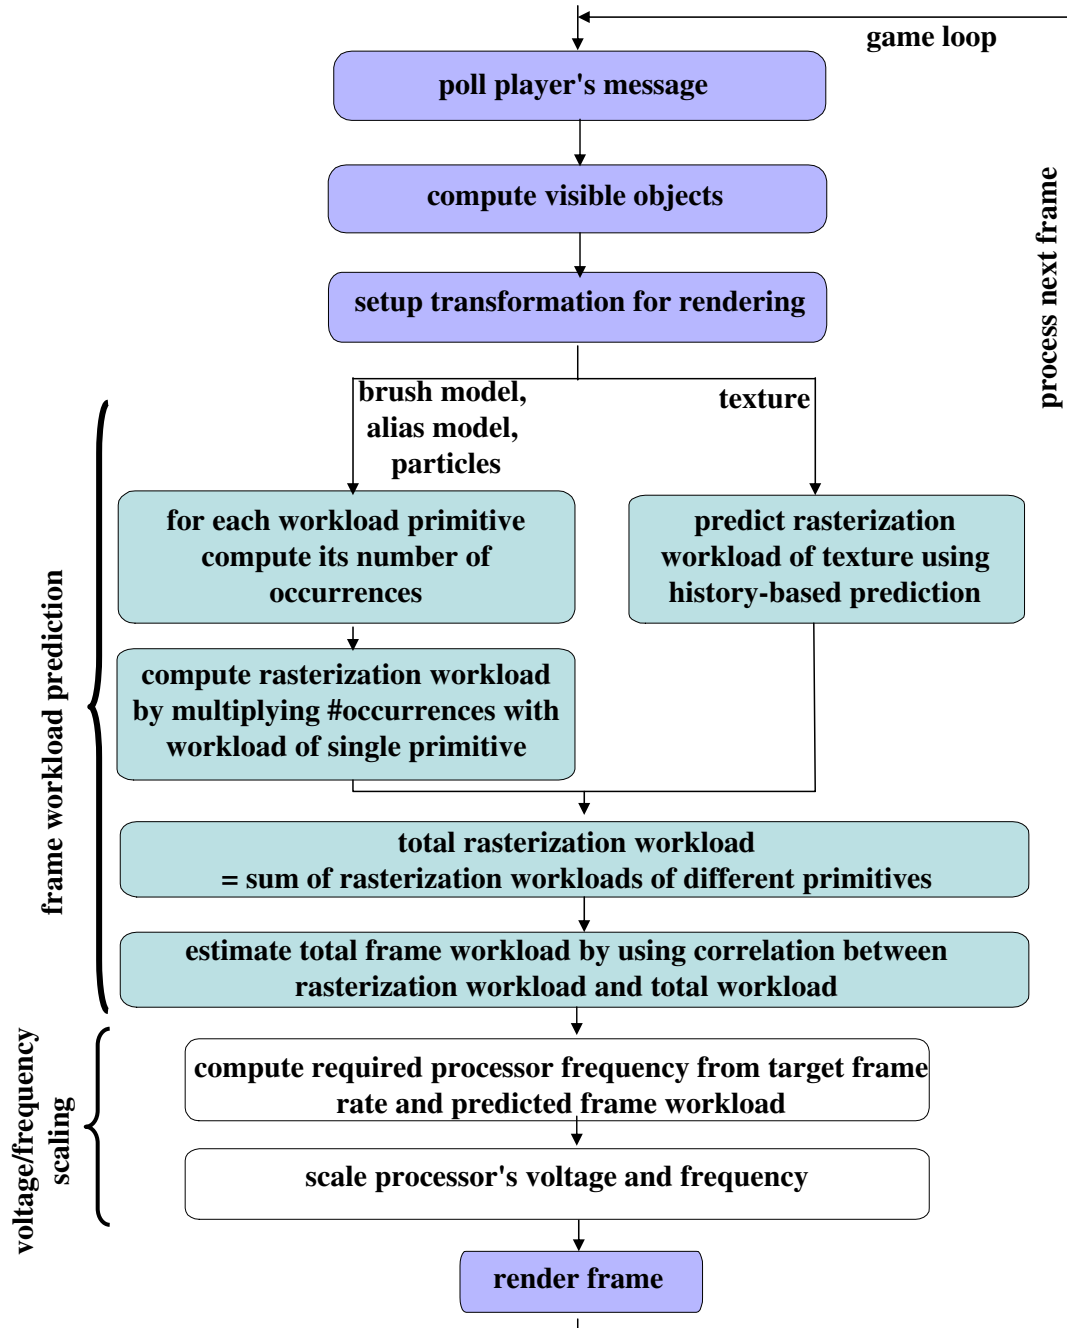 game loop
poll player's message
compute visible objects
process next frame
setup transformation for rendering
brush model,
alias model,
particles
texture
for each workload primitive
compute its number of
occurrences
predict rasterization
workload of texture using
history-based prediction
frame workload prediction
compute rasterization workload
by multiplying #occurrences with
workload of single primitive
total rasterization workload
= sum of rasterization workloads of different primitives
estimate total frame workload by using correlation between
rasterization workload and total workload
voltage/frequency
scaling
compute required processor frequency from target frame
rate and predicted frame workload
scale processor's voltage and frequency
render frame